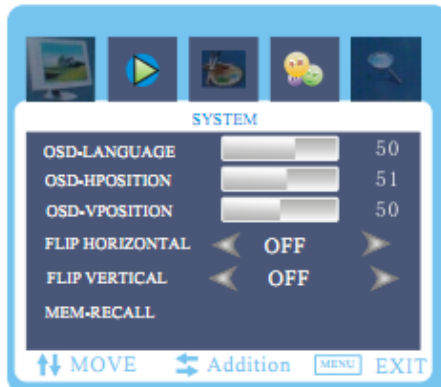 SYSTEM
OSD-LANGUAGE 50
OSD-HPOSITION 51
OSD-VPOSITION 50
FLIP HORIZONTAL OFF
FLIP VERTICAL OFF
MEM-RECALL
MOVE Addition MENU EXIT